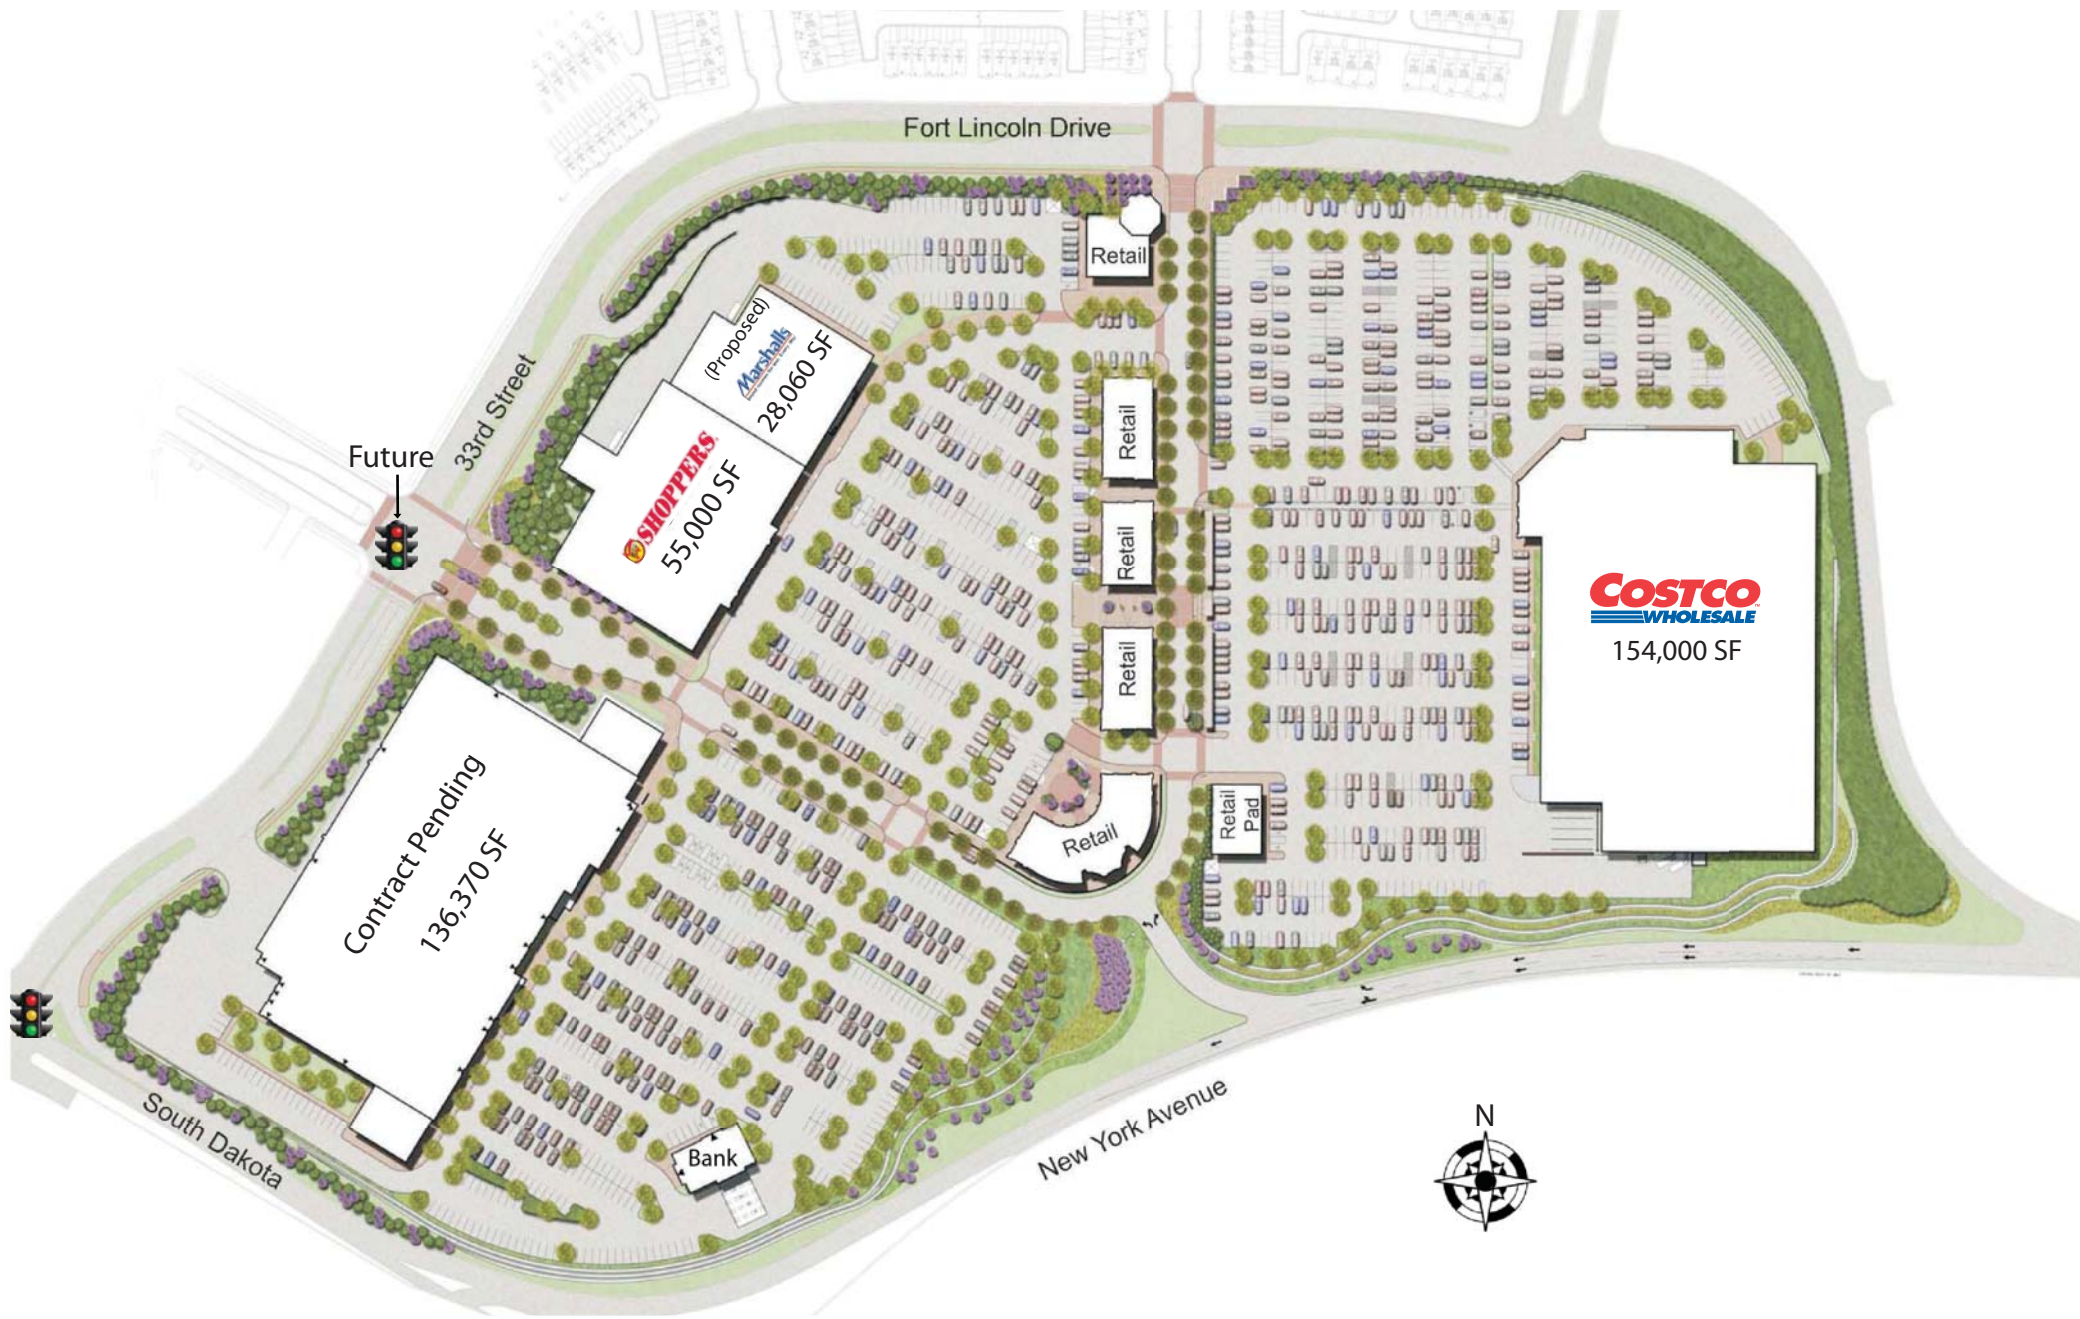 Fort Lincoln Drive
Retail
(Proposed)
Marshalls
28,060 SF
33rd Street
Future
SHOPPERS
55,000 SF
Retail
Retail
Retail
COSTCO
WHOLESALE
154,000 SF
Contract Pending
136,370 SF
Retail
Retail
Pad
South Dakota
Bank
New York Avenue
N